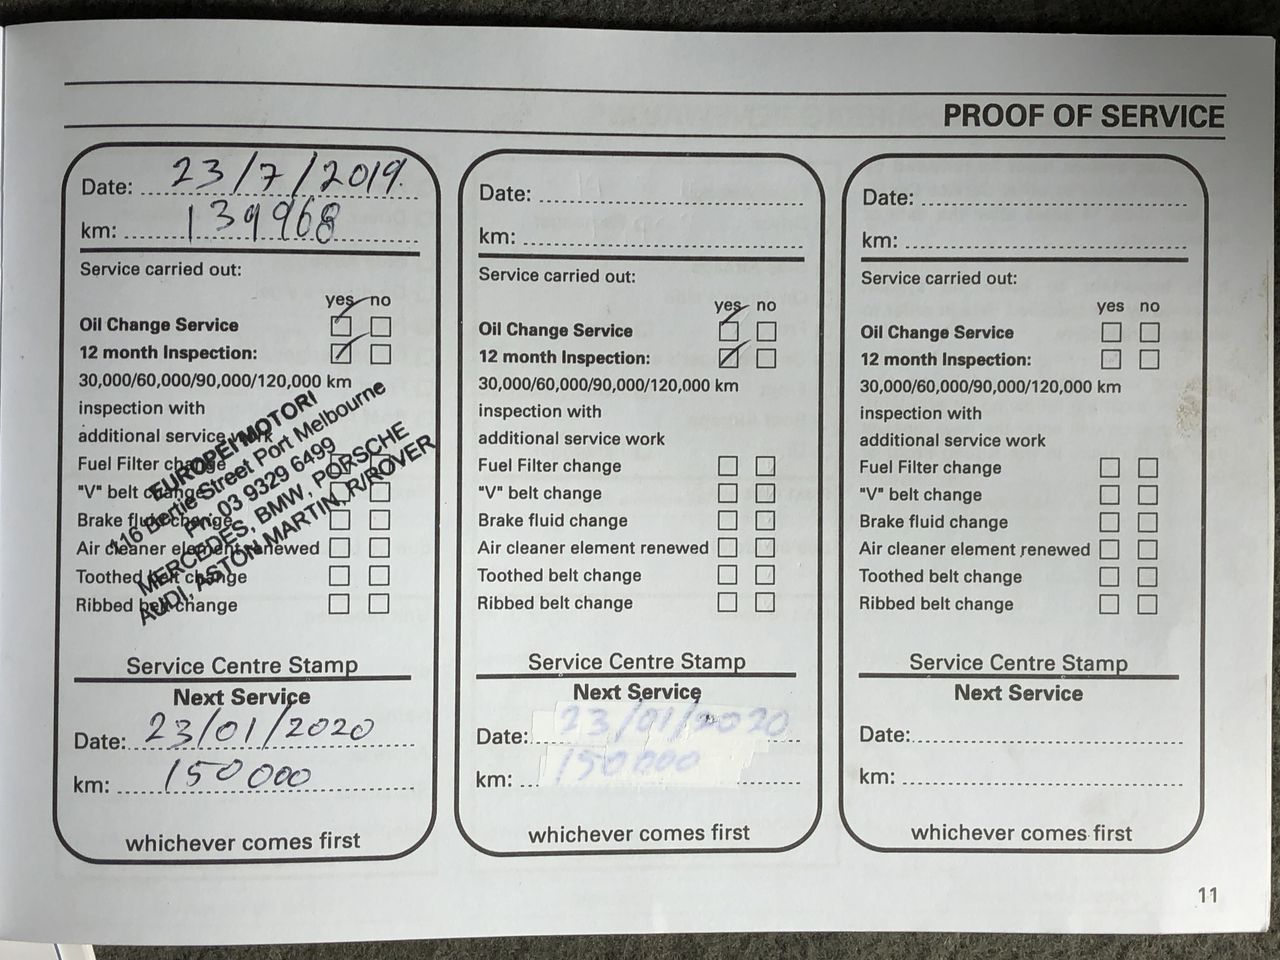 PROOF OF SERVICE
Date: 23/7/2019
km: 139968
Service carried out:
yes no
Oil Change Service
12 month Inspection:
30,000/60,000/90,000/120,000 km
inspection with
additional service work
Fuel Filter change
"V" belt change
Brake fluid change
Air cleaner element renewed
Toothed belt change
Ribbed belt change
EUROPEI MOTORI
116 Bertie Street Port Melbourne
Ph: 03 9329 6499
MERCEDES, BMW, PORSCHE
AUDI, ASTON MARTIN, R/ROVER
Service Centre Stamp
Next Service
Date: 23/01/2020
km: 150000
whichever comes first
Date:
km:
Service carried out:
yes no
Oil Change Service
12 month Inspection:
30,000/60,000/90,000/120,000 km
inspection with
additional service work
Fuel Filter change
"V" belt change
Brake fluid change
Air cleaner element renewed
Toothed belt change
Ribbed belt change
Service Centre Stamp
Next Service
Date: 23/01/2020
km: 150000
whichever comes first
Date:
km:
Service carried out:
yes no
Oil Change Service
12 month Inspection:
30,000/60,000/90,000/120,000 km
inspection with
additional service work
Fuel Filter change
"V" belt change
Brake fluid change
Air cleaner element renewed
Toothed belt change
Ribbed belt change
Service Centre Stamp
Next Service
Date:
km:
whichever comes first
11